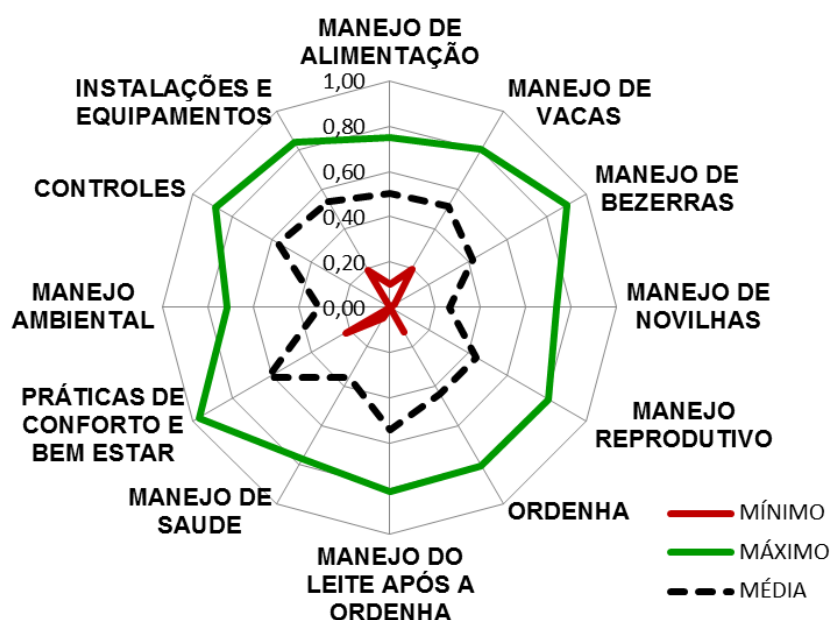 MANEJO DE
ALIMENTAÇÃO
INSTALAÇÕES E
EQUIPAMENTOS
1,00
MANEJO DE
VACAS
0,80
CONTROLES
0,60
MANEJO DE
BEZERRAS
0,40
0,20
MANEJO
AMBIENTAL
0,00
MANEJO DE
NOVILHAS
PRÁTICAS DE
CONFORTO E
BEM ESTAR
MANEJO
REPRODUTIVO
MANEJO DE
SAUDE
ORDENHA
MANEJO DO
LEITE APÓS A
ORDENHA
MÍNIMO
MÁXIMO
MÉDIA